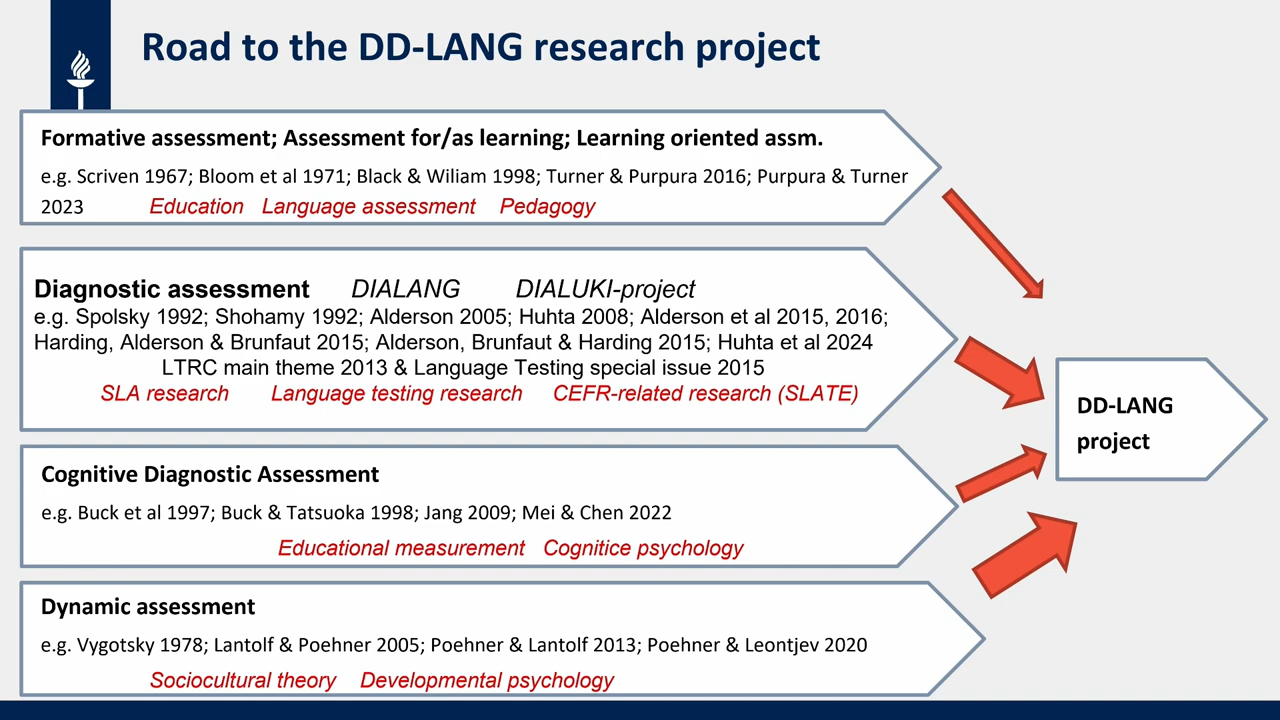 Road to the DD-LANG research project
Formative assessment; Assessment for/as learning; Learning oriented assm.
e.g. Scriven 1967; Bloom et al 1971; Black & Wiliam 1998; Turner & Purpura 2016; Purpura & Turner
2023 Education Language assessment Pedagogy
Diagnostic assessment DIALANG DIALUKI-project
e.g. Spolsky 1992; Shohamy 1992; Alderson 2005; Huhta 2008; Alderson et al 2015, 2016;
Harding, Alderson & Brunfaut 2015; Alderson, Brunfaut & Harding 2015; Huhta et al 2024
LTRC main theme 2013 & Language Testing special issue 2015
SLA research Language testing research CEFR-related research (SLATE)
Cognitive Diagnostic Assessment
e.g. Buck et al 1997; Buck & Tatsuoka 1998; Jang 2009; Mei & Chen 2022
Educational measurement Cognitice psychology
Dynamic assessment
e.g. Vygotsky 1978; Lantolf & Poehner 2005; Poehner & Lantolf 2013; Poehner & Leontjev 2020
Sociocultural theory Developmental psychology
DD-LANG
project